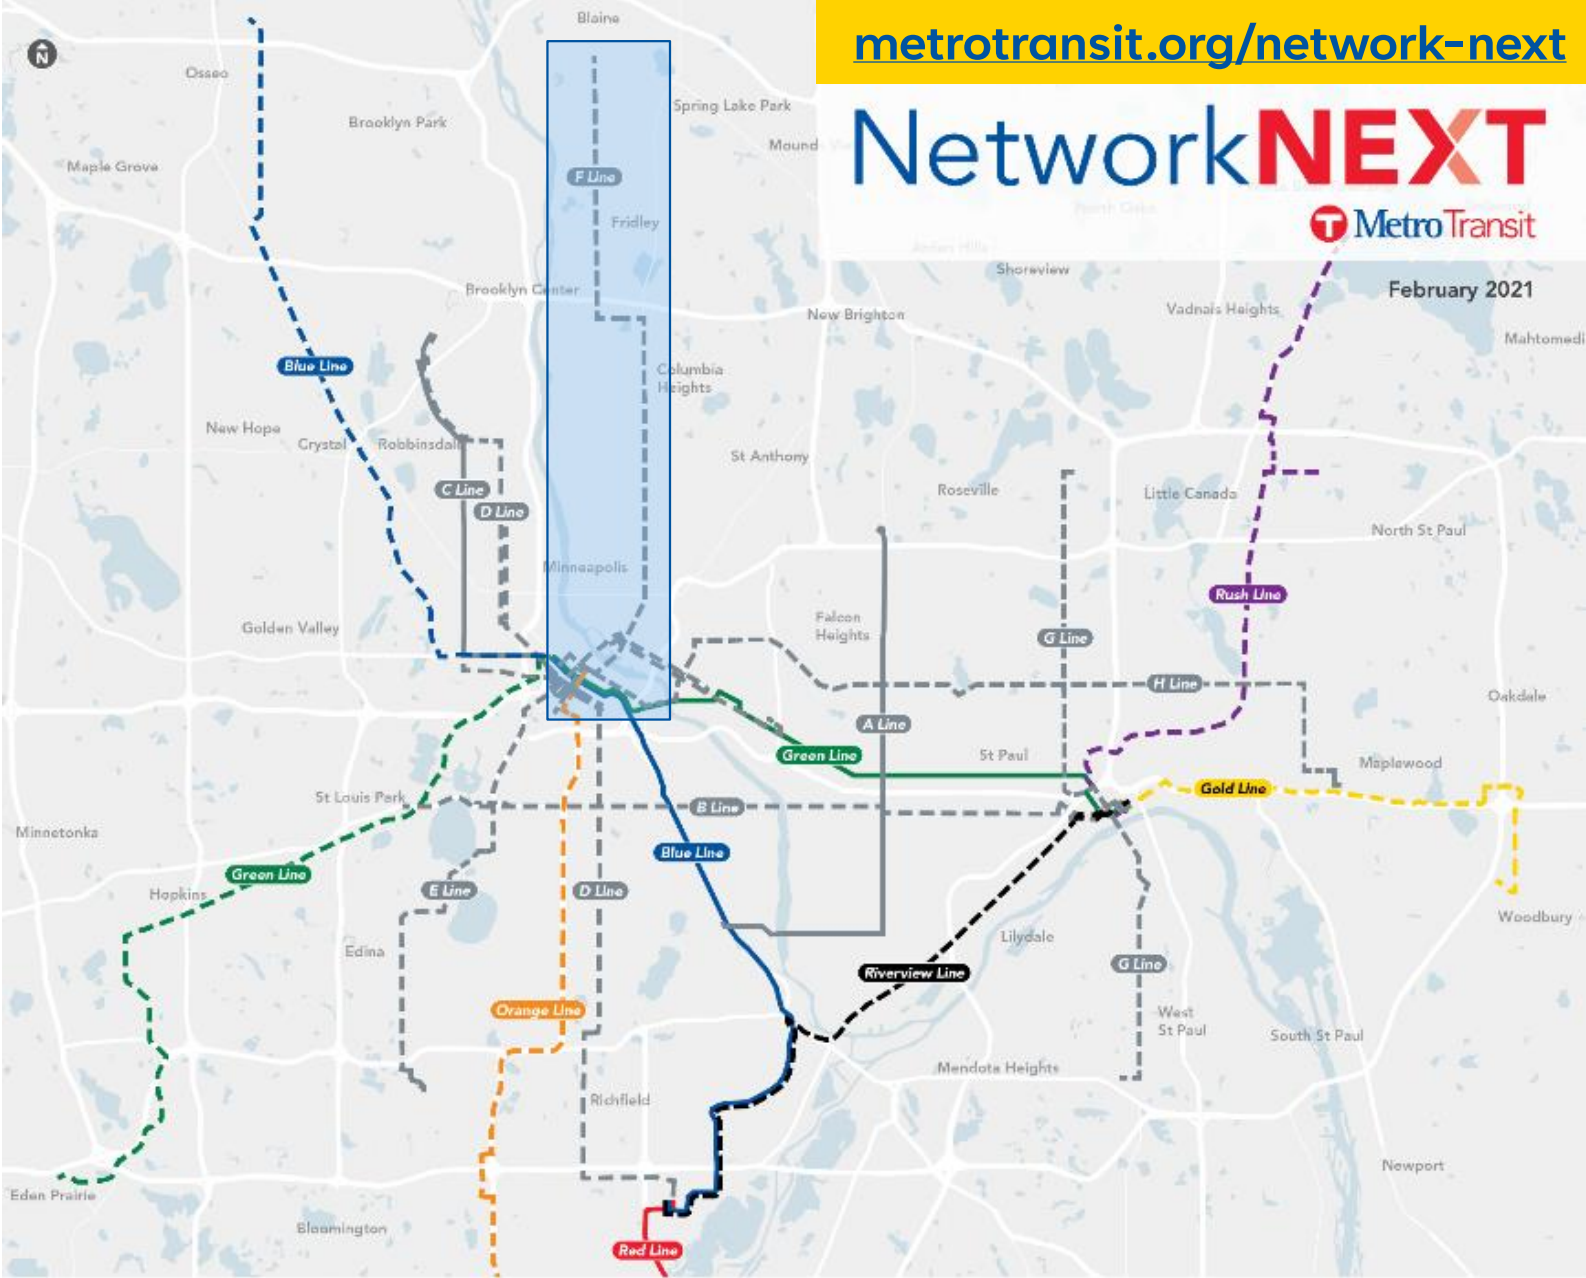 metrotransit.org/network-next
NetworkNEXT
T MetroTransit
February 2021
N
Blaine
Osseo
Spring Lake Park
Brooklyn Park
Mound
Maple Grove
F Line
Fridley
Shoreview
Brooklyn Center
Vadnais Heights
New Brighton
Mahtomedi
Blue Line
Columbia
Heights
New Hope
Crystal
Robbinsdale
St Anthony
C Line
Roseville
Little Canada
D Line
North St Paul
Minneapolis
Rush Line
Golden Valley
Falcon
Heights
G Line
H Line
Oakdale
A Line
Green Line
St Paul
Maplewood
Gold Line
St Louis Park
B Line
Minnetonka
Blue Line
Green Line
Hopkins
E Line
D Line
Woodbury
Edina
Lilydale
G Line
Riverview Line
Orange Line
West
St Paul
South St Paul
Mendota Heights
Richfield
Newport
Eden Prairie
Bloomington
Red Line